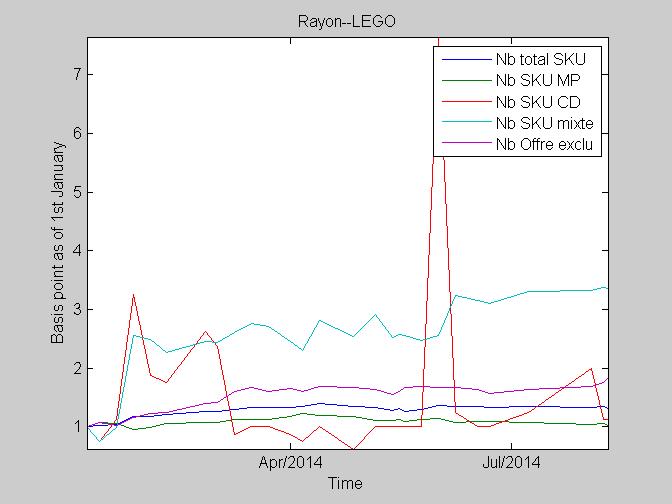 Rayon--LEGO
Nb total SKU
Nb SKU MP
Nb SKU CD
Nb SKU mixte
Nb Offre exclu
Basis point as of 1st January
7
6
5
4
3
2
1
Apr/2014
Jul/2014
Time